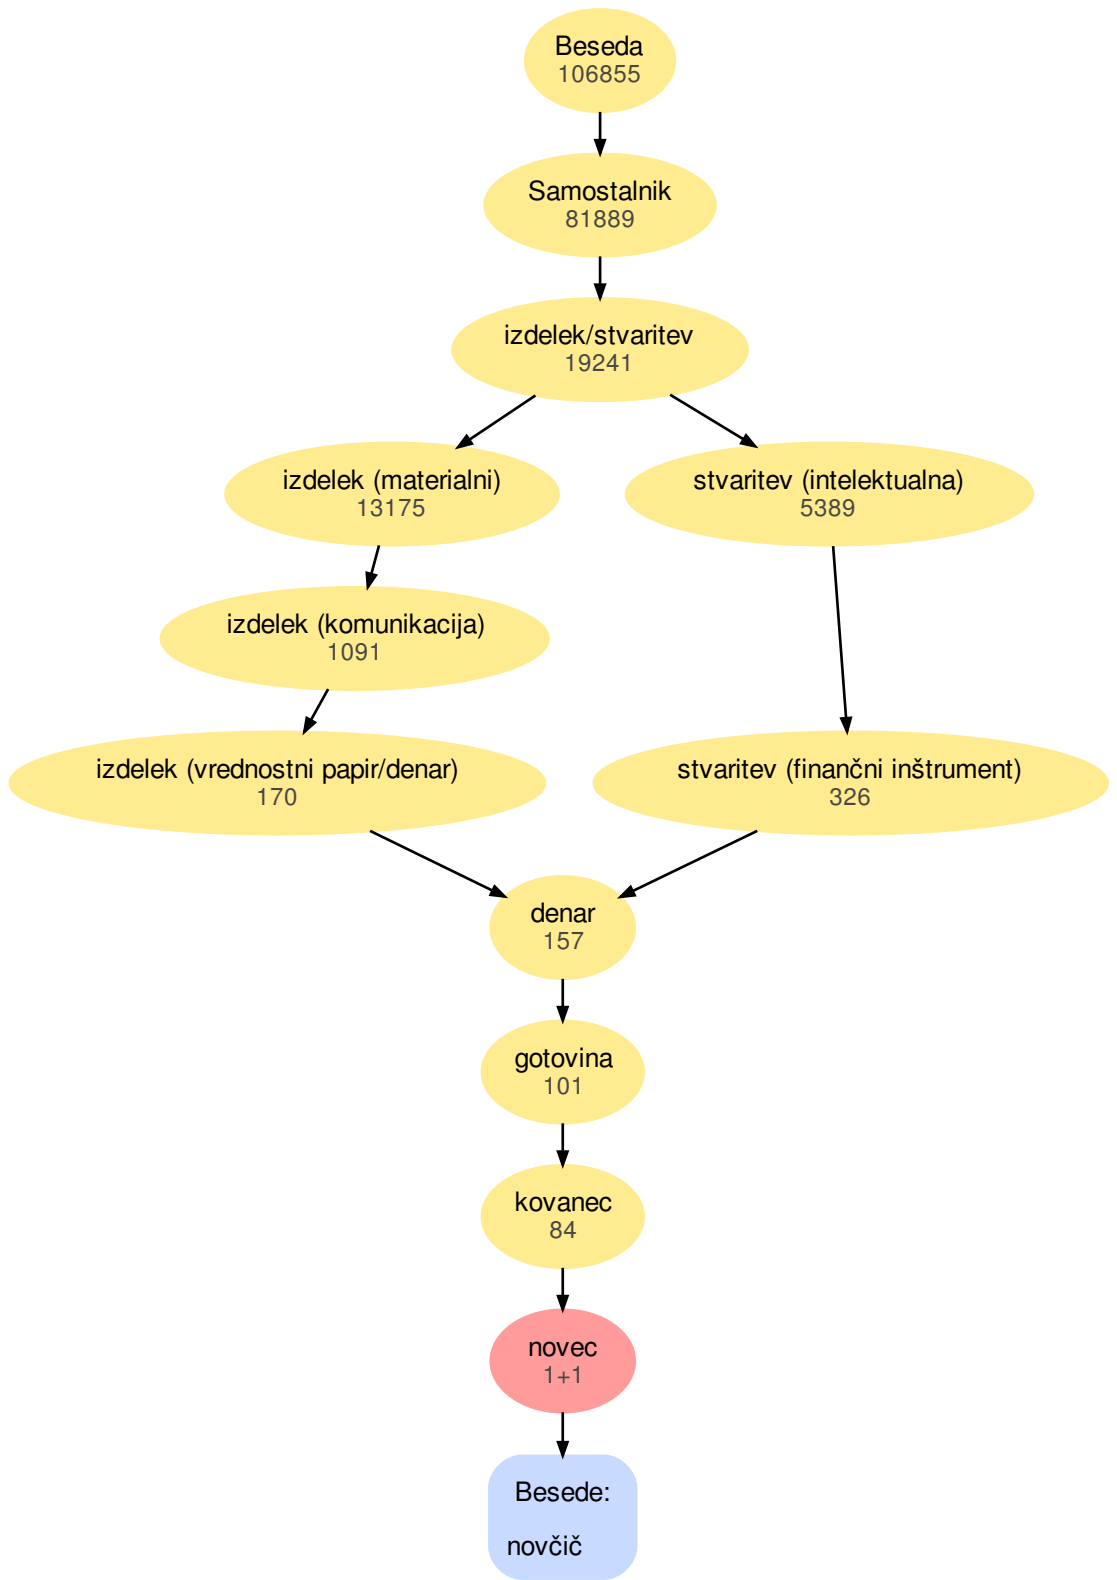 Beseda
106855
Samostalnik
81889
izdelek/stvaritev
19241
izdelek (materialni)
13175
stvaritev (intelektualna)
5389
izdelek (komunikacija)
1091
izdelek (vrednostni papir/denar)
170
stvaritev (finančni inštrument)
326
denar
157
gotovina
101
kovanec
84
novec
1+1
Besede:
novčič